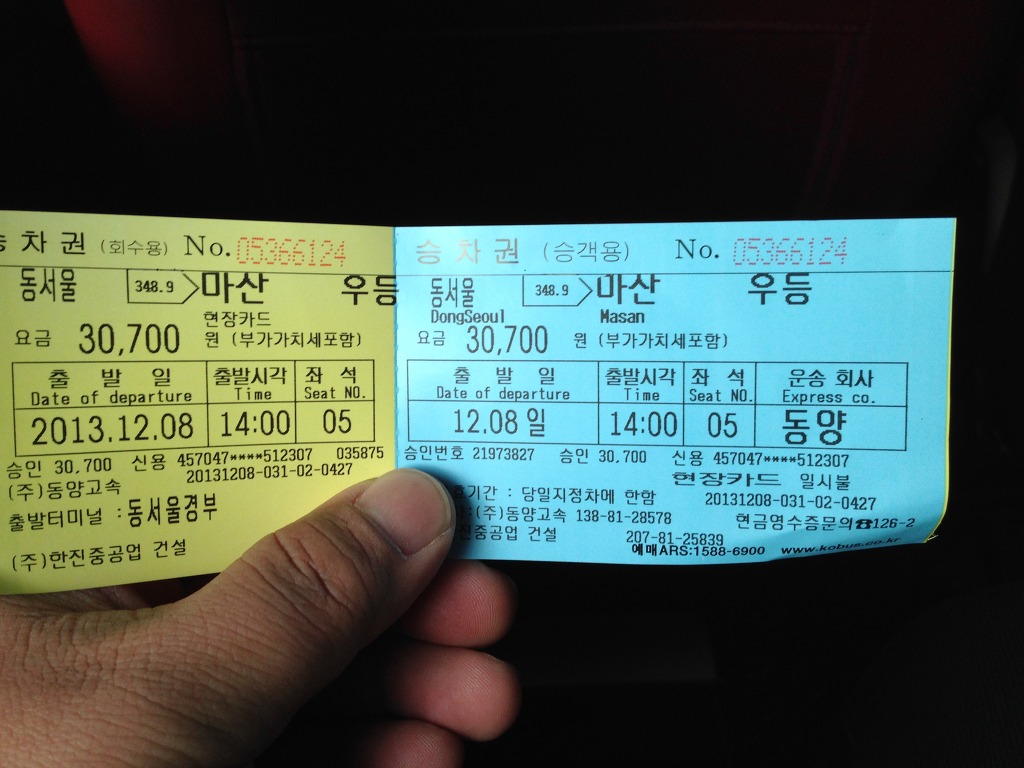 승 차 권 (회수용) No. 05366124
동서울 348.9 마산 우등
현장카드
요금 30,700 원 (부가가치세포함)
출 발 일 출발시각 좌 석
Date of departure Time Seat NO.
2013.12.08 14:00 05
승인 30,700 신용 457047****512307 035875
(주)동양고속 20131208-031-02-0427
출발터미널 : 동서울경부
(주)한진중공업 건설
승 차 권 (승객용) No. 05366124
동서울 348.9 마산 우등
DongSeoul Masan
요금 30,700 원 (부가가치세포함)
출 발 일 출발시각 좌 석 운송 회사
Date of departure Time Seat NO. Express co.
12.08 일 14:00 05 동양
승인번호 21973827 승인 30,700 신용 457047****512307
현장카드 일시불
기간 : 당일지정차에 한함 20131208-031-02-0427
:(주)동양고속 138-81-28578 현금영수증문의☎126-2
진중공업 건설 207-81-25839
예매ARS:1588-6900 www.kobus.co.kr